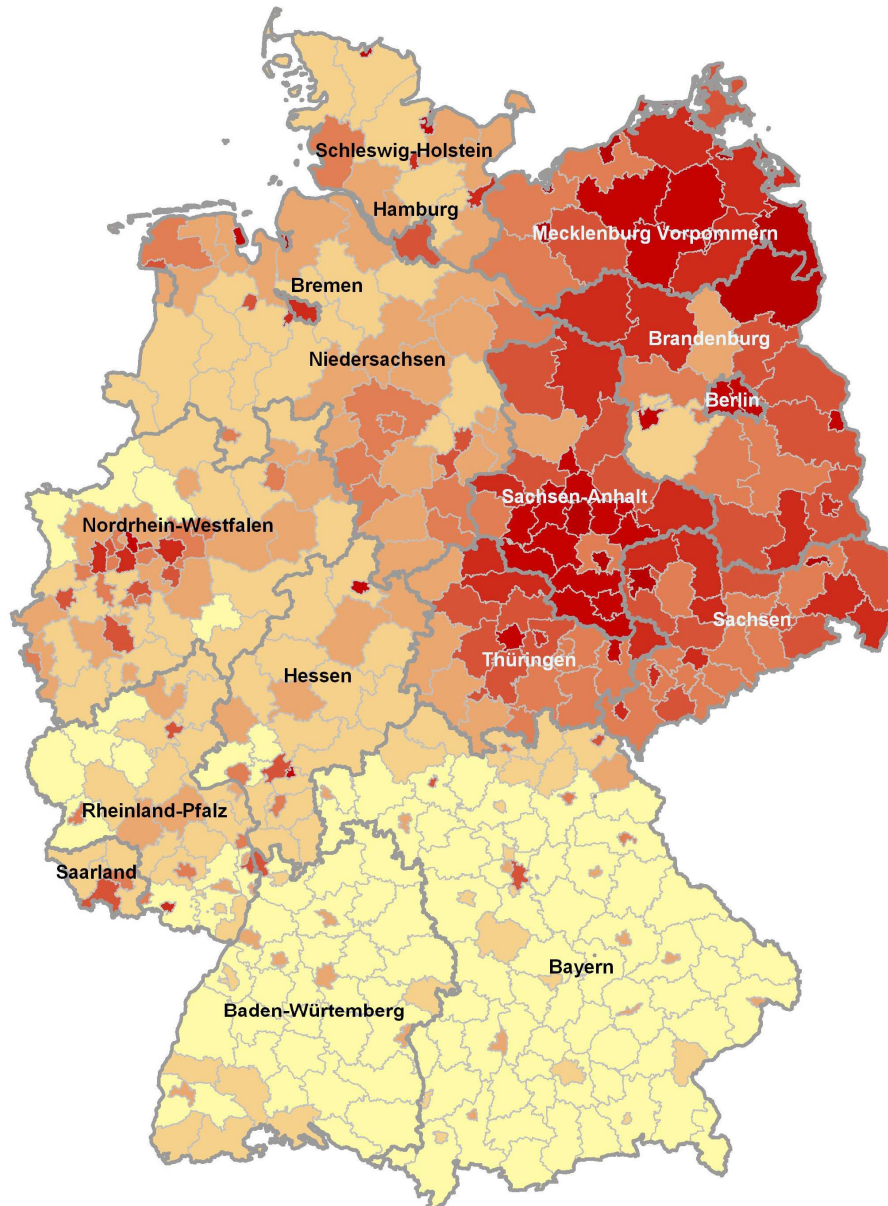 Schleswig-Holstein
Hamburg
Mecklenburg Vorpommern
Bremen
Brandenburg
Niedersachsen
Berlin
Sachsen-Anhalt
Nordrhein-Westfalen
Sachsen
Thüringen
Hessen
Rheinland-Pfalz
Saarland
Bayern
Baden-Würtemberg